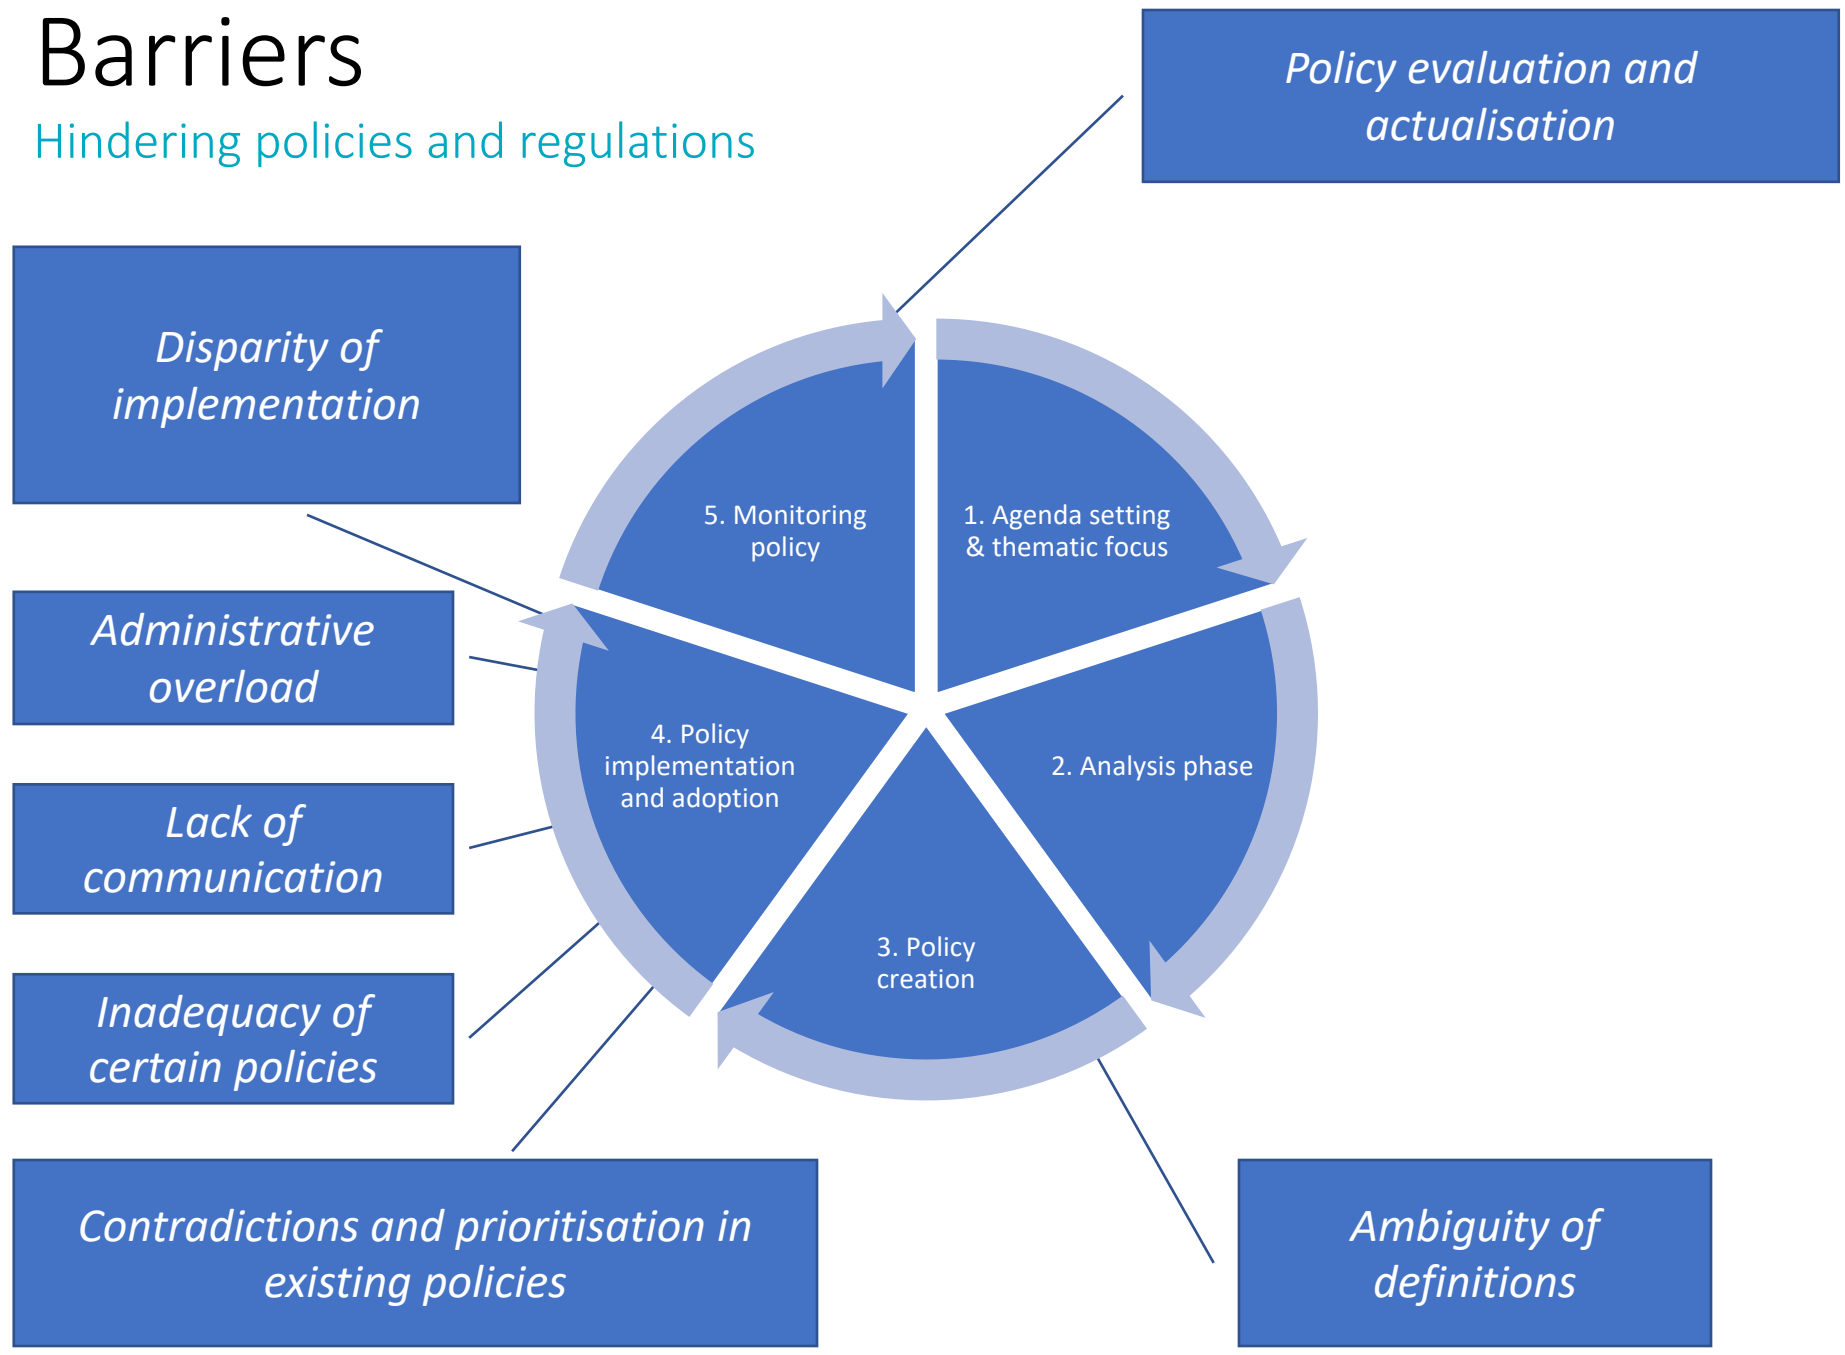 Barriers
Hindering policies and regulations
Policy evaluation and
actualisation
Disparity of
implementation
Administrative
overload
Lack of
communication
Inadequacy of
certain policies
Contradictions and prioritisation in
existing policies
Ambiguity of
definitions
1. Agenda setting
& thematic focus
2. Analysis phase
3. Policy
creation
4. Policy
implementation
and adoption
5. Monitoring
policy